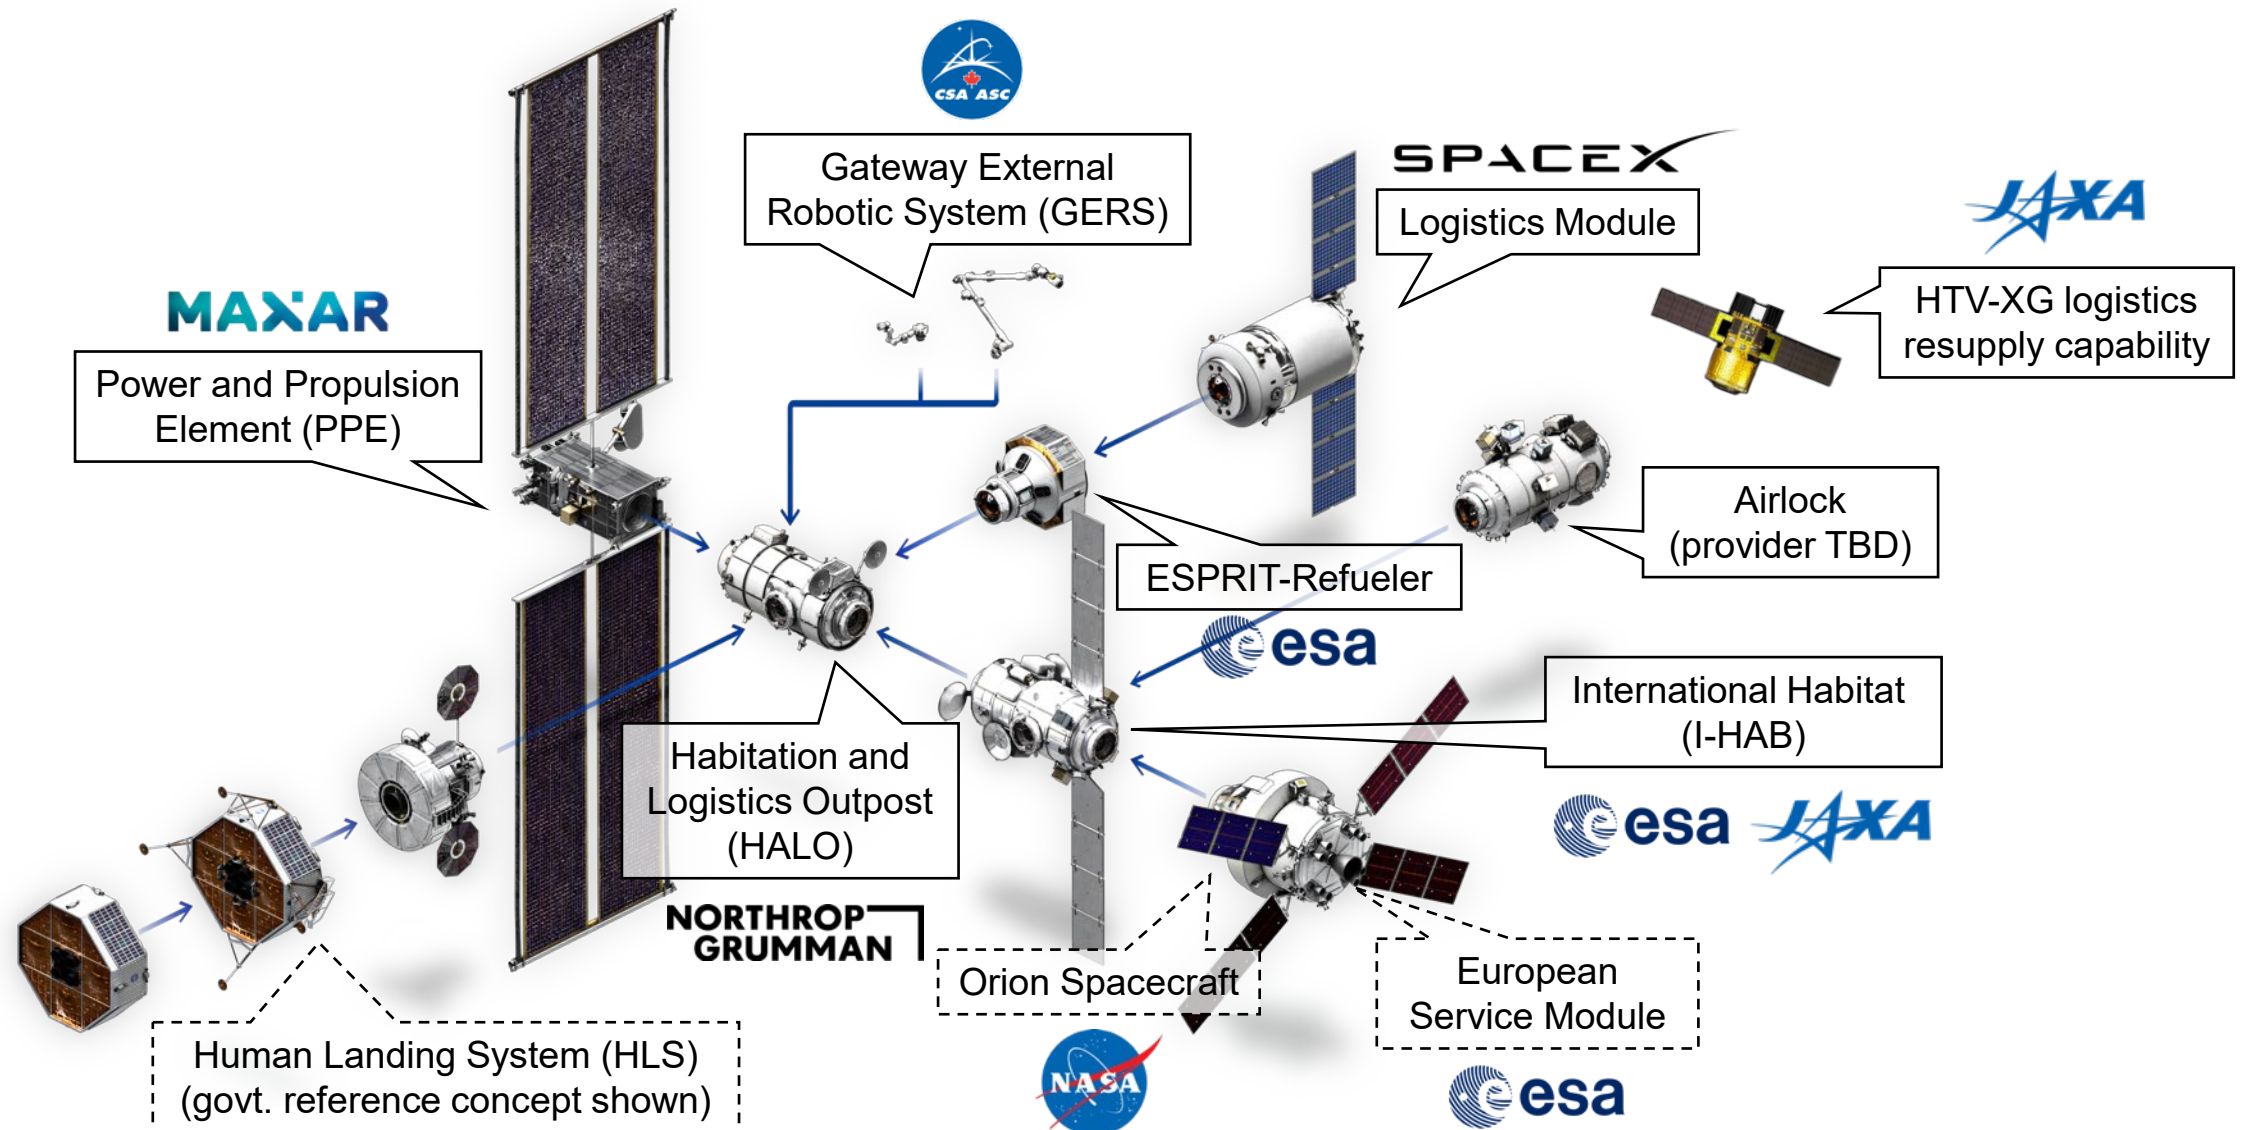 CSA ASC
Gateway External
Robotic System (GERS)
SPACEX
Logistics Module
JAXA
HTV-XG logistics
resupply capability
MAXAR
Power and Propulsion
Element (PPE)
Airlock
(provider TBD)
ESPRIT-Refueler
esa
International Habitat
(I-HAB)
esa JAXA
Habitation and
Logistics Outpost
(HALO)
NORTHROP
GRUMMAN
Orion Spacecraft
NASA
European
Service Module
esa
Human Landing System (HLS)
(govt. reference concept shown)